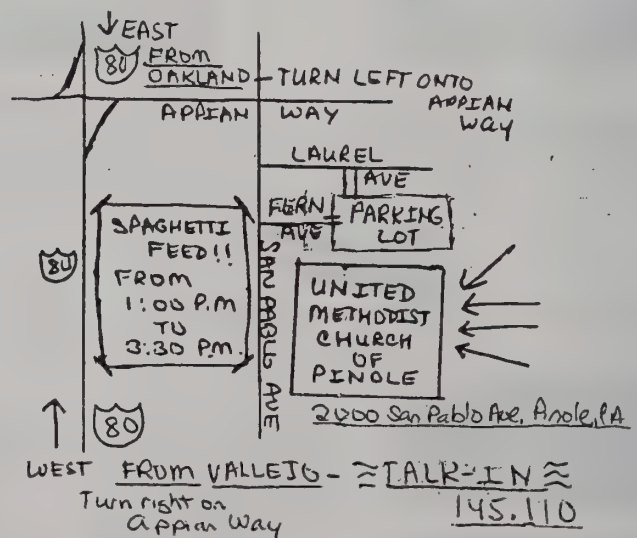 ↓ EAST
80 FROM
OAKLAND - TURN LEFT ONTO
APPIAN WAY
APPIAN WAY
LAUREL
AVE
FERN
AVE
PARKING
LOT
SPAGHETTI
FEED!!
FROM
1:00 P.M
TO
3:30 P.M.
80
SAN PABLO AVE
UNITED
METHODIST
CHURCH
OF
PINOLE
2000 San Pablo Ave, Pinole, CA
80
WEST FROM VALLEJO - ≈TALK-IN≈
Turn right on
Appian Way
145.110